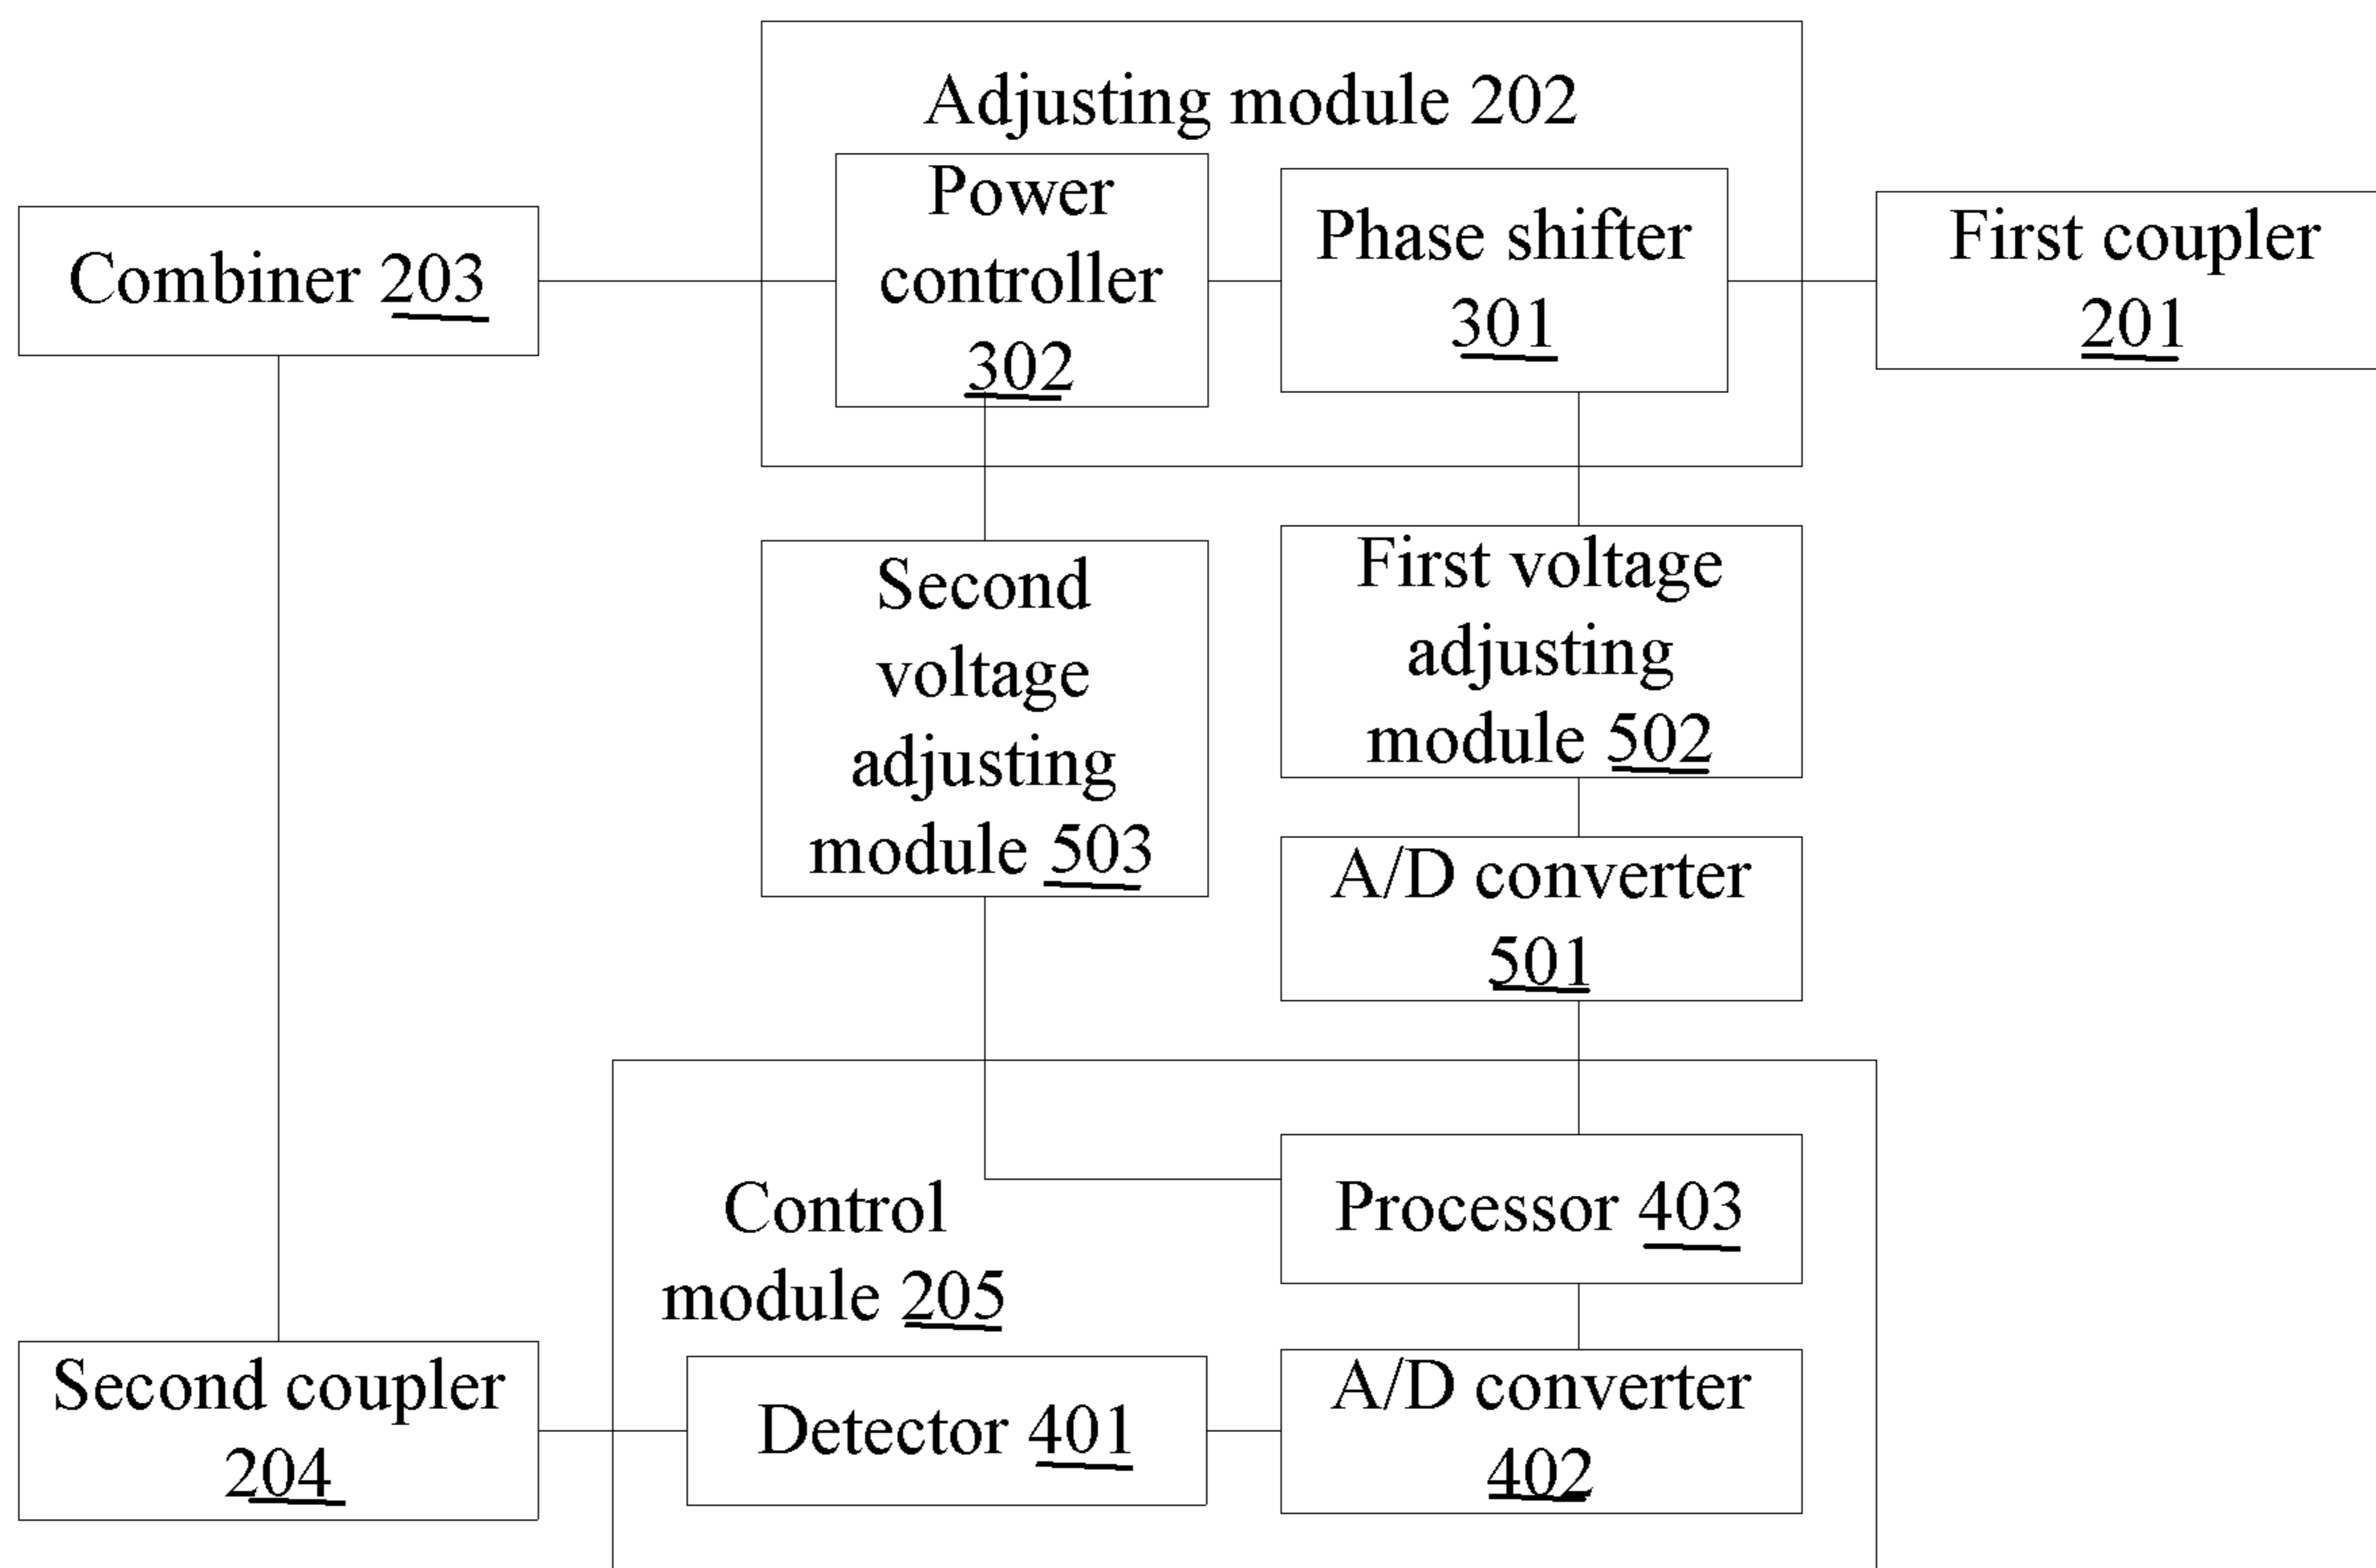 Adjusting module 202
Combiner 203
Power
controller
302
Phase shifter
301
First coupler
201
Second
voltage
adjusting
module 503
First voltage
adjusting
module 502
A/D converter
501
Control
module 205
Processor 403
Second coupler
204
Detector 401
A/D converter
402